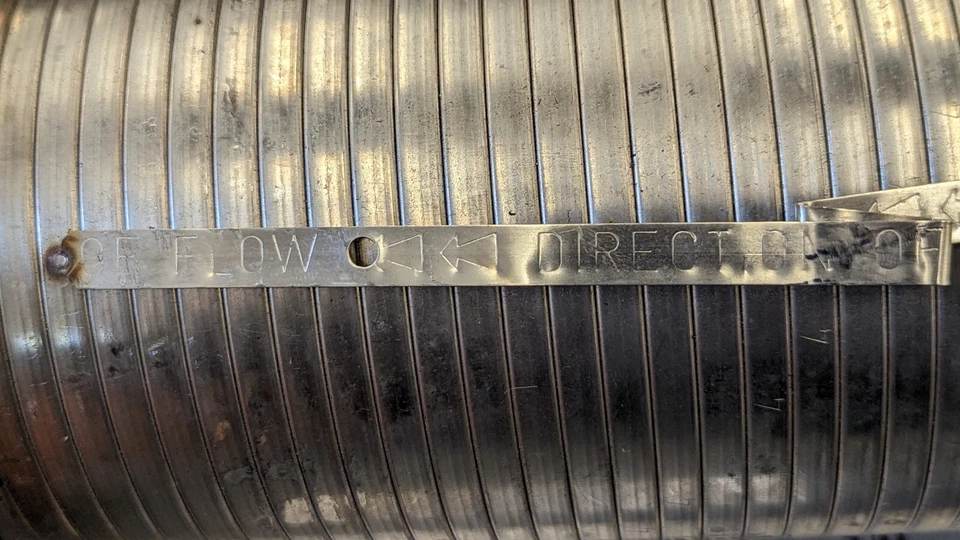 OF FLOW DIRECTION OF